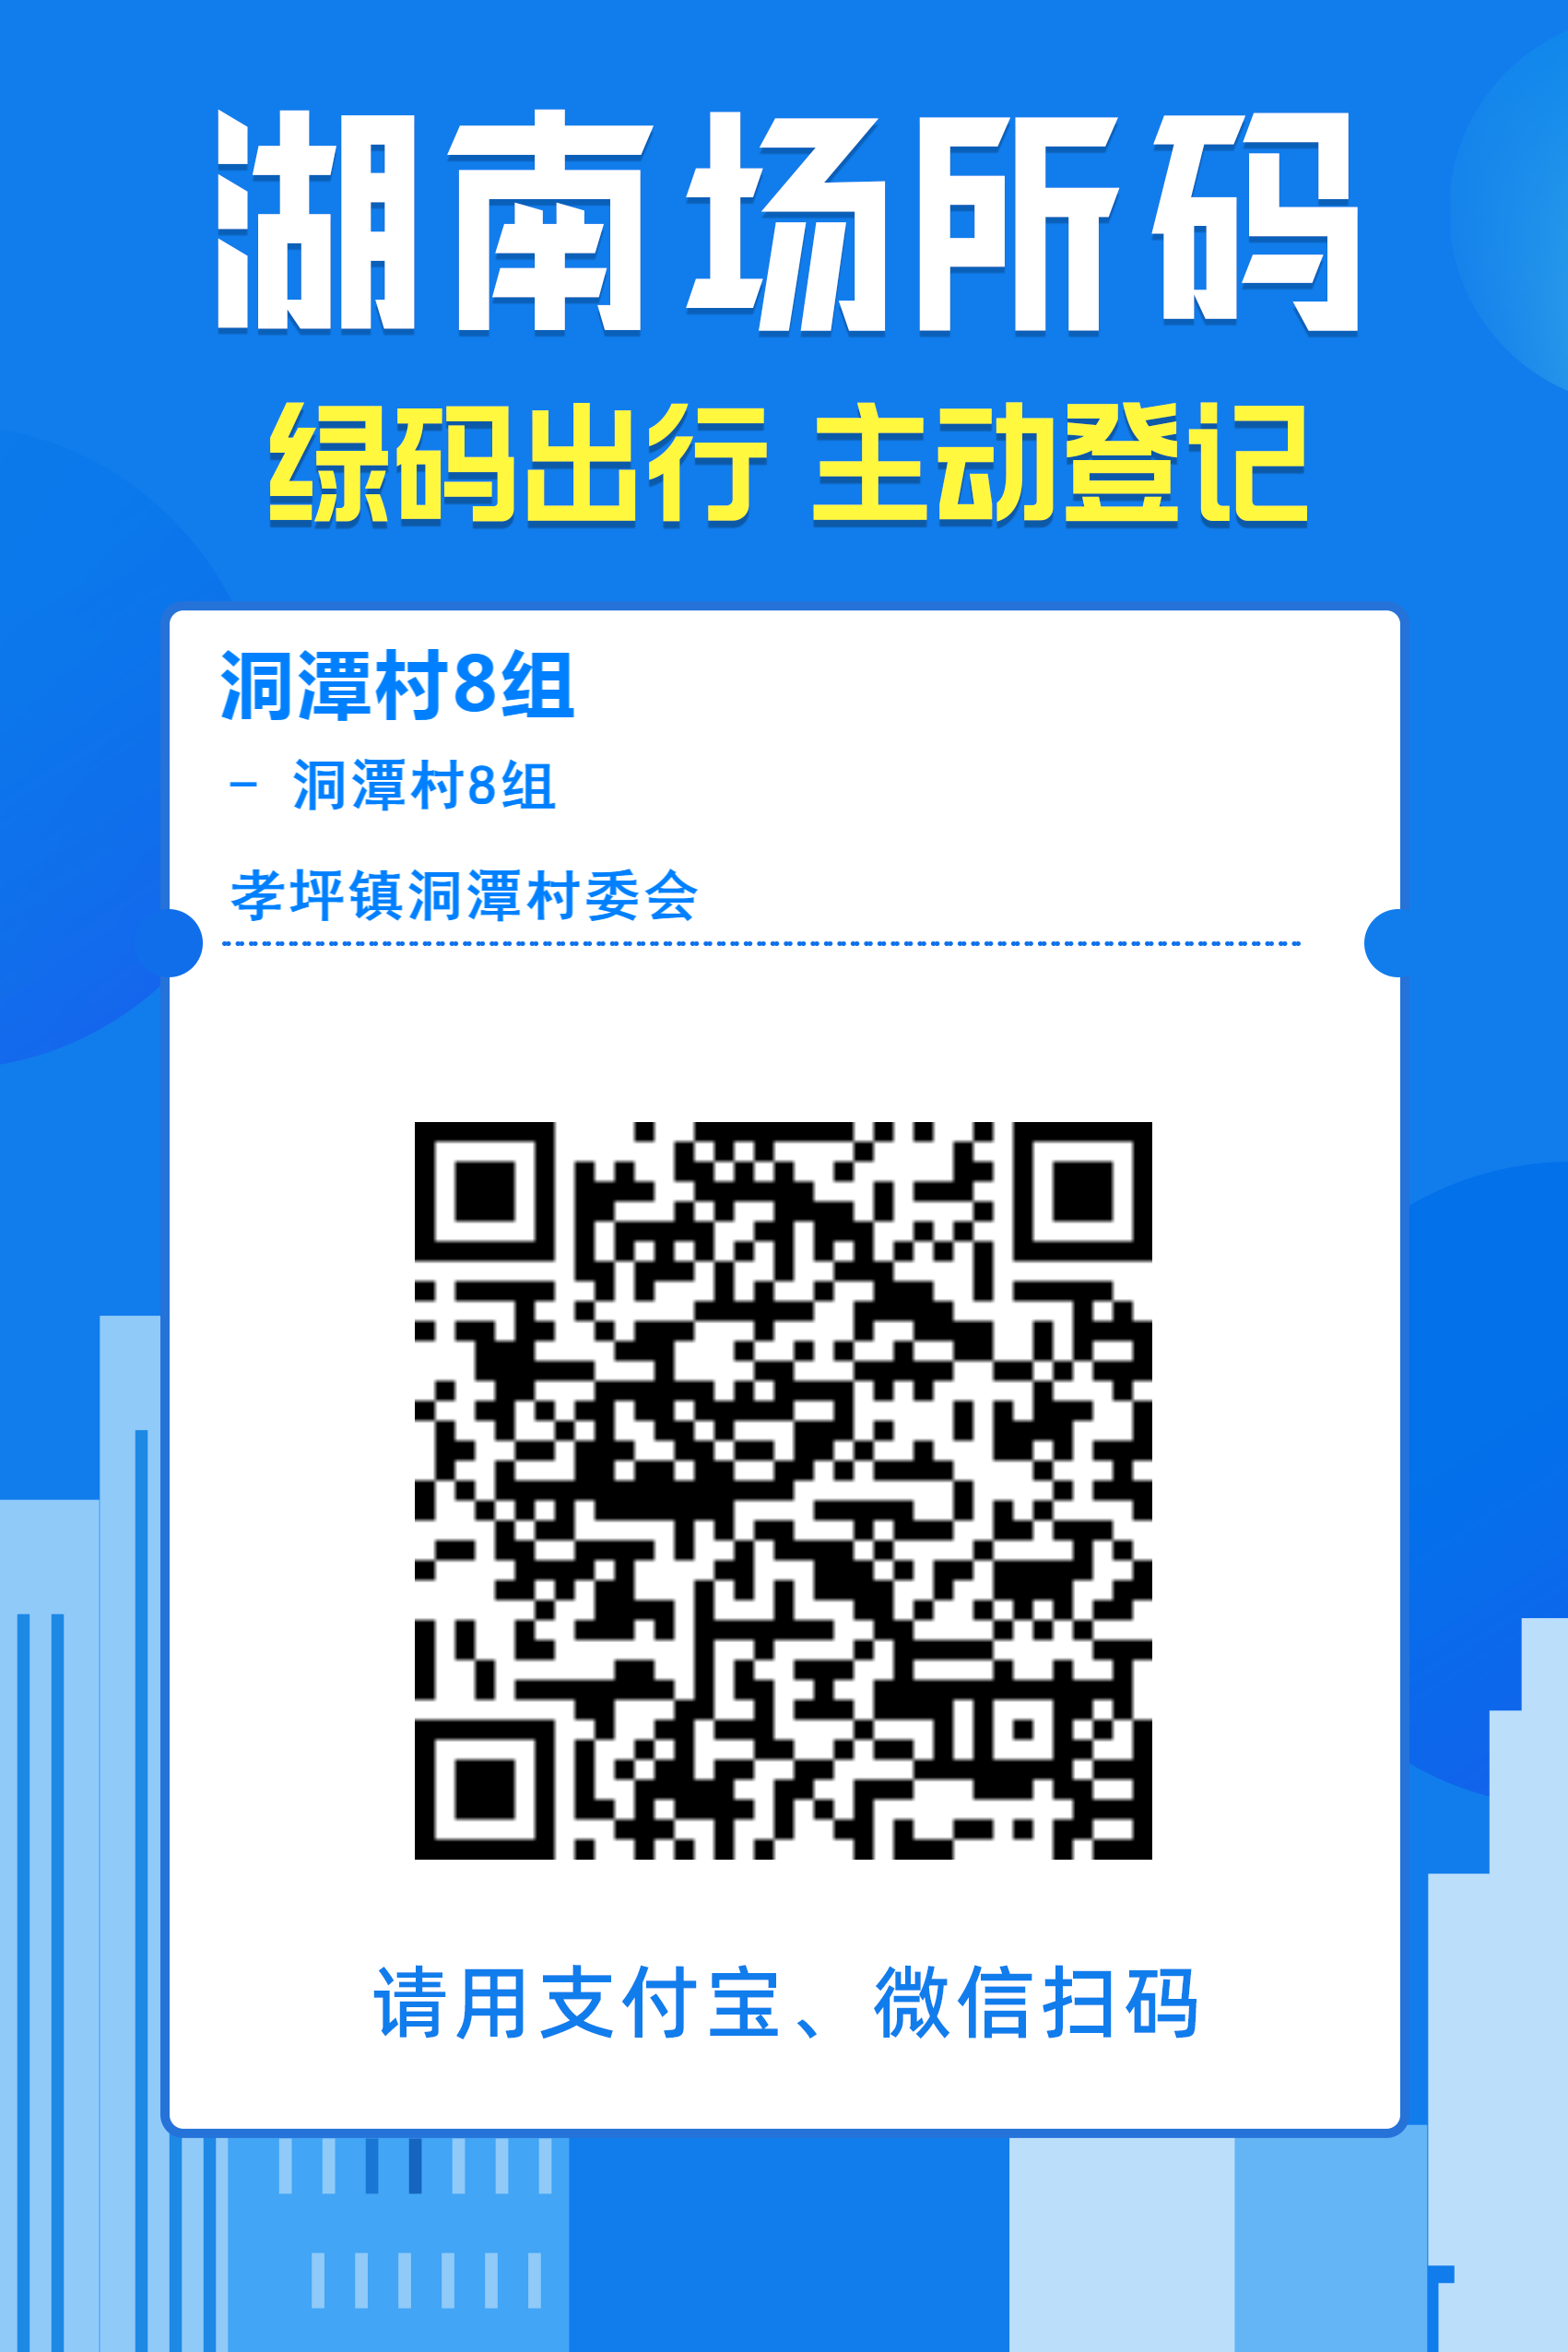 湖南场所码
绿码出行 主动登记
洞潭村8组
－ 洞潭村8组
孝坪镇洞潭村委会
请用支付宝、微信扫码